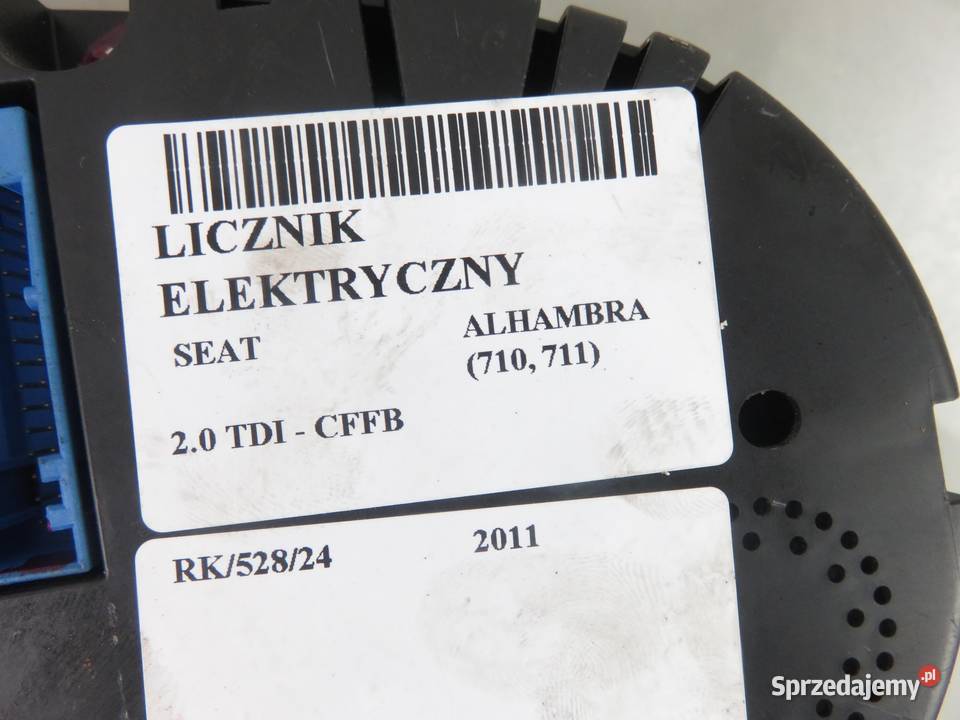 LICZNIK
ELEKTRYCZNY
SEAT
ALHAMBRA
(710, 711)
2.0 TDI - CFFB
RK/528/24
2011
Sprzedajemy.pl